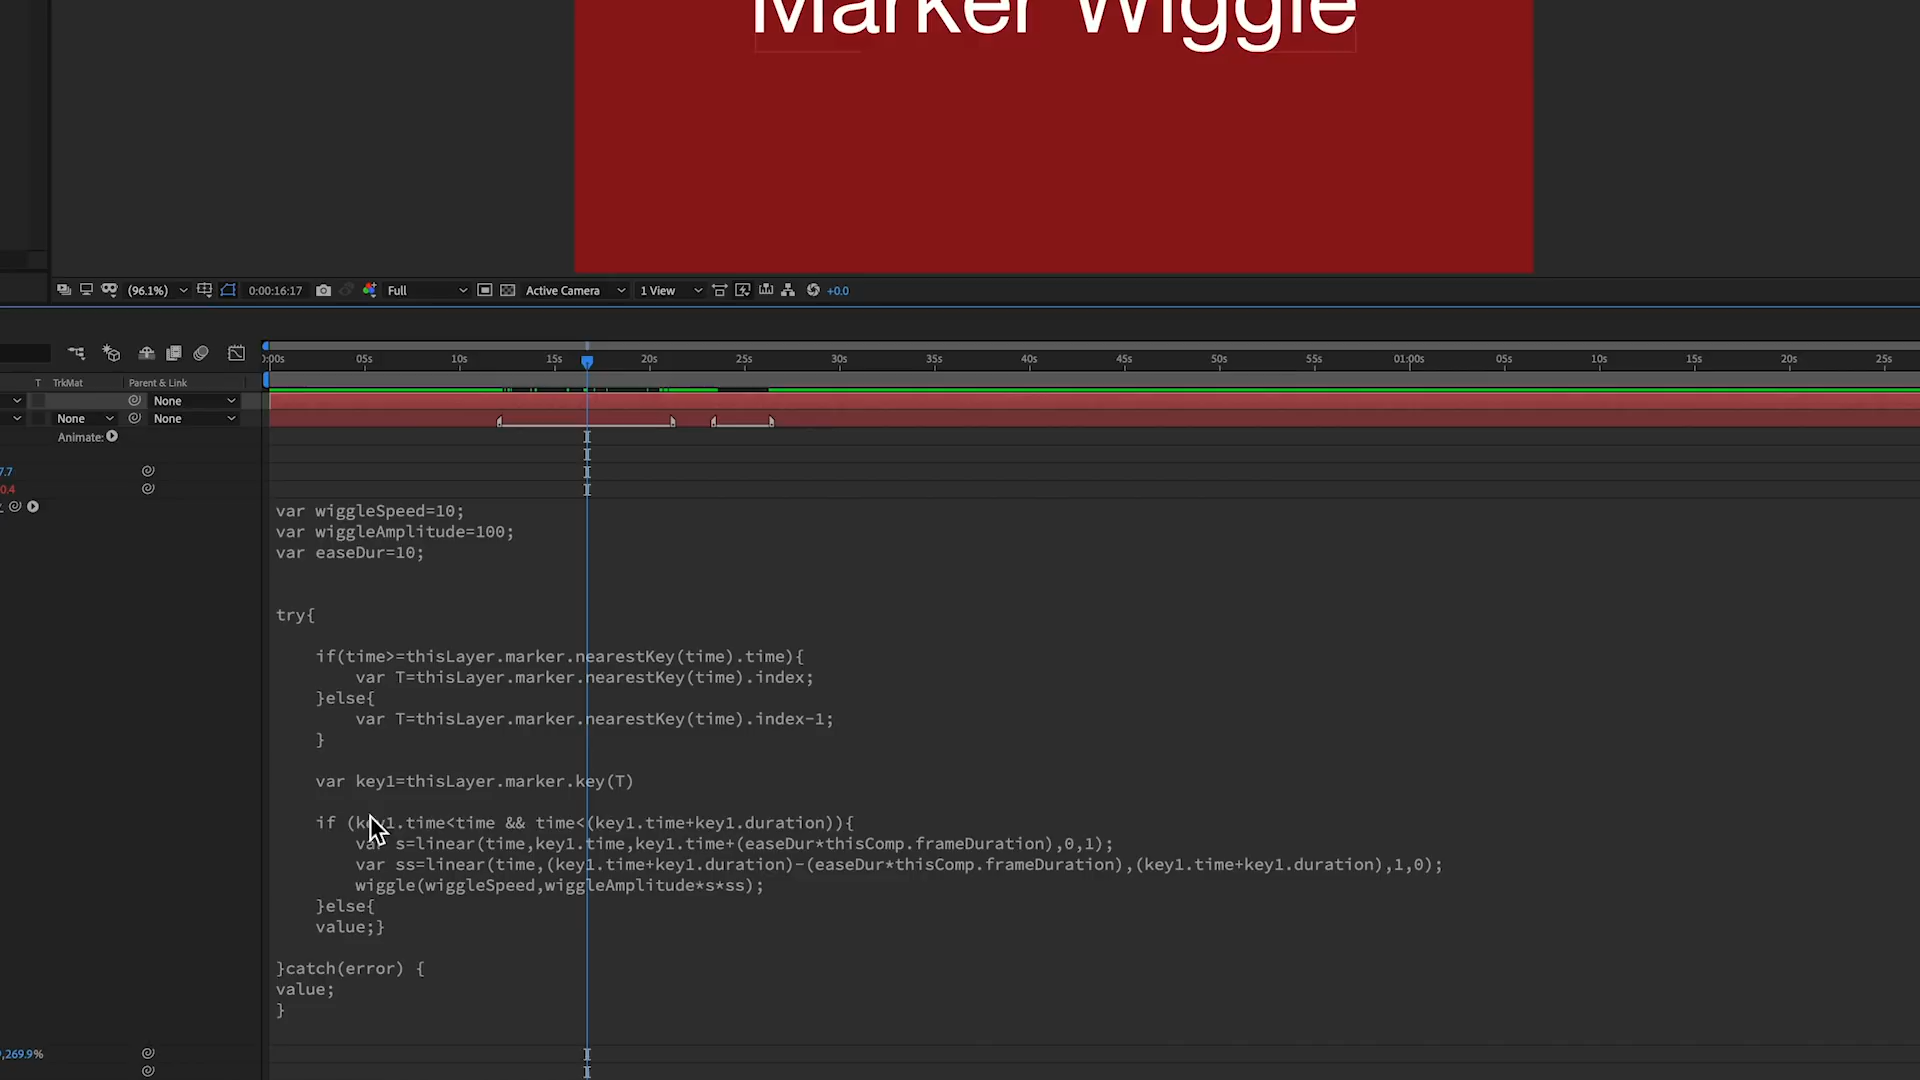 Marker Wiggle
(96.1%) 0:00:16:17 Full Active Camera 1 View +0.0
0:00s 05s 10s 15s 20s 25s 30s 35s 40s 45s 50s 55s 01:00s 05s 10s 15s 20s 25s
T TrkMat Parent & Link
None
None None
Animate:
7.7
0.4
var wiggleSpeed=10;
var wiggleAmplitude=100;
var easeDur=10;
try{
if(time>=thisLayer.marker.nearestKey(time).time){
var T=thisLayer.marker.nearestKey(time).index;
}else{
var T=thisLayer.marker.nearestKey(time).index-1;
}
var key1=thisLayer.marker.key(T)
if (key1.time<time && time<(key1.time+key1.duration)){
var s=linear(time,key1.time,key1.time+(easeDur*thisComp.frameDuration),0,1);
var ss=linear(time,(key1.time+key1.duration)-(easeDur*thisComp.frameDuration),(key1.time+key1.duration),1,0);
wiggle(wiggleSpeed,wiggleAmplitude*s*ss);
}else{
value;}
}catch(error) {
value;
}
,269.9%